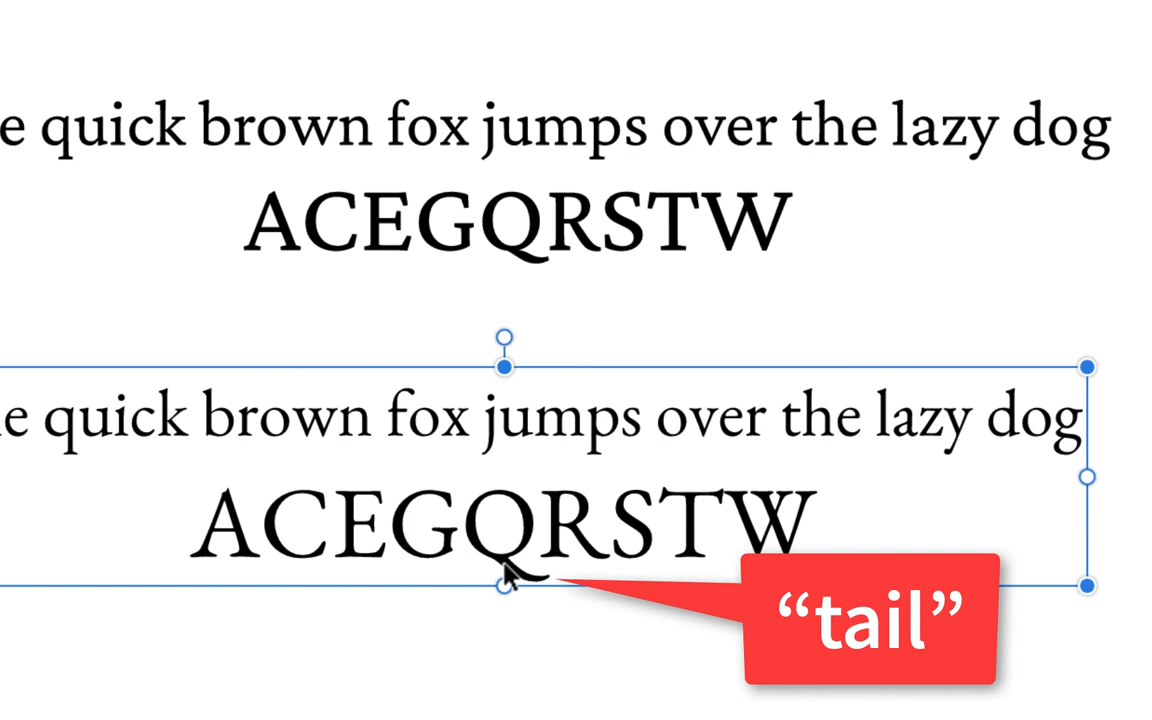 e quick brown fox jumps over the lazy dog
ACEGQRSTW
e quick brown fox jumps over the lazy dog
ACEGQRSTW
“tail”